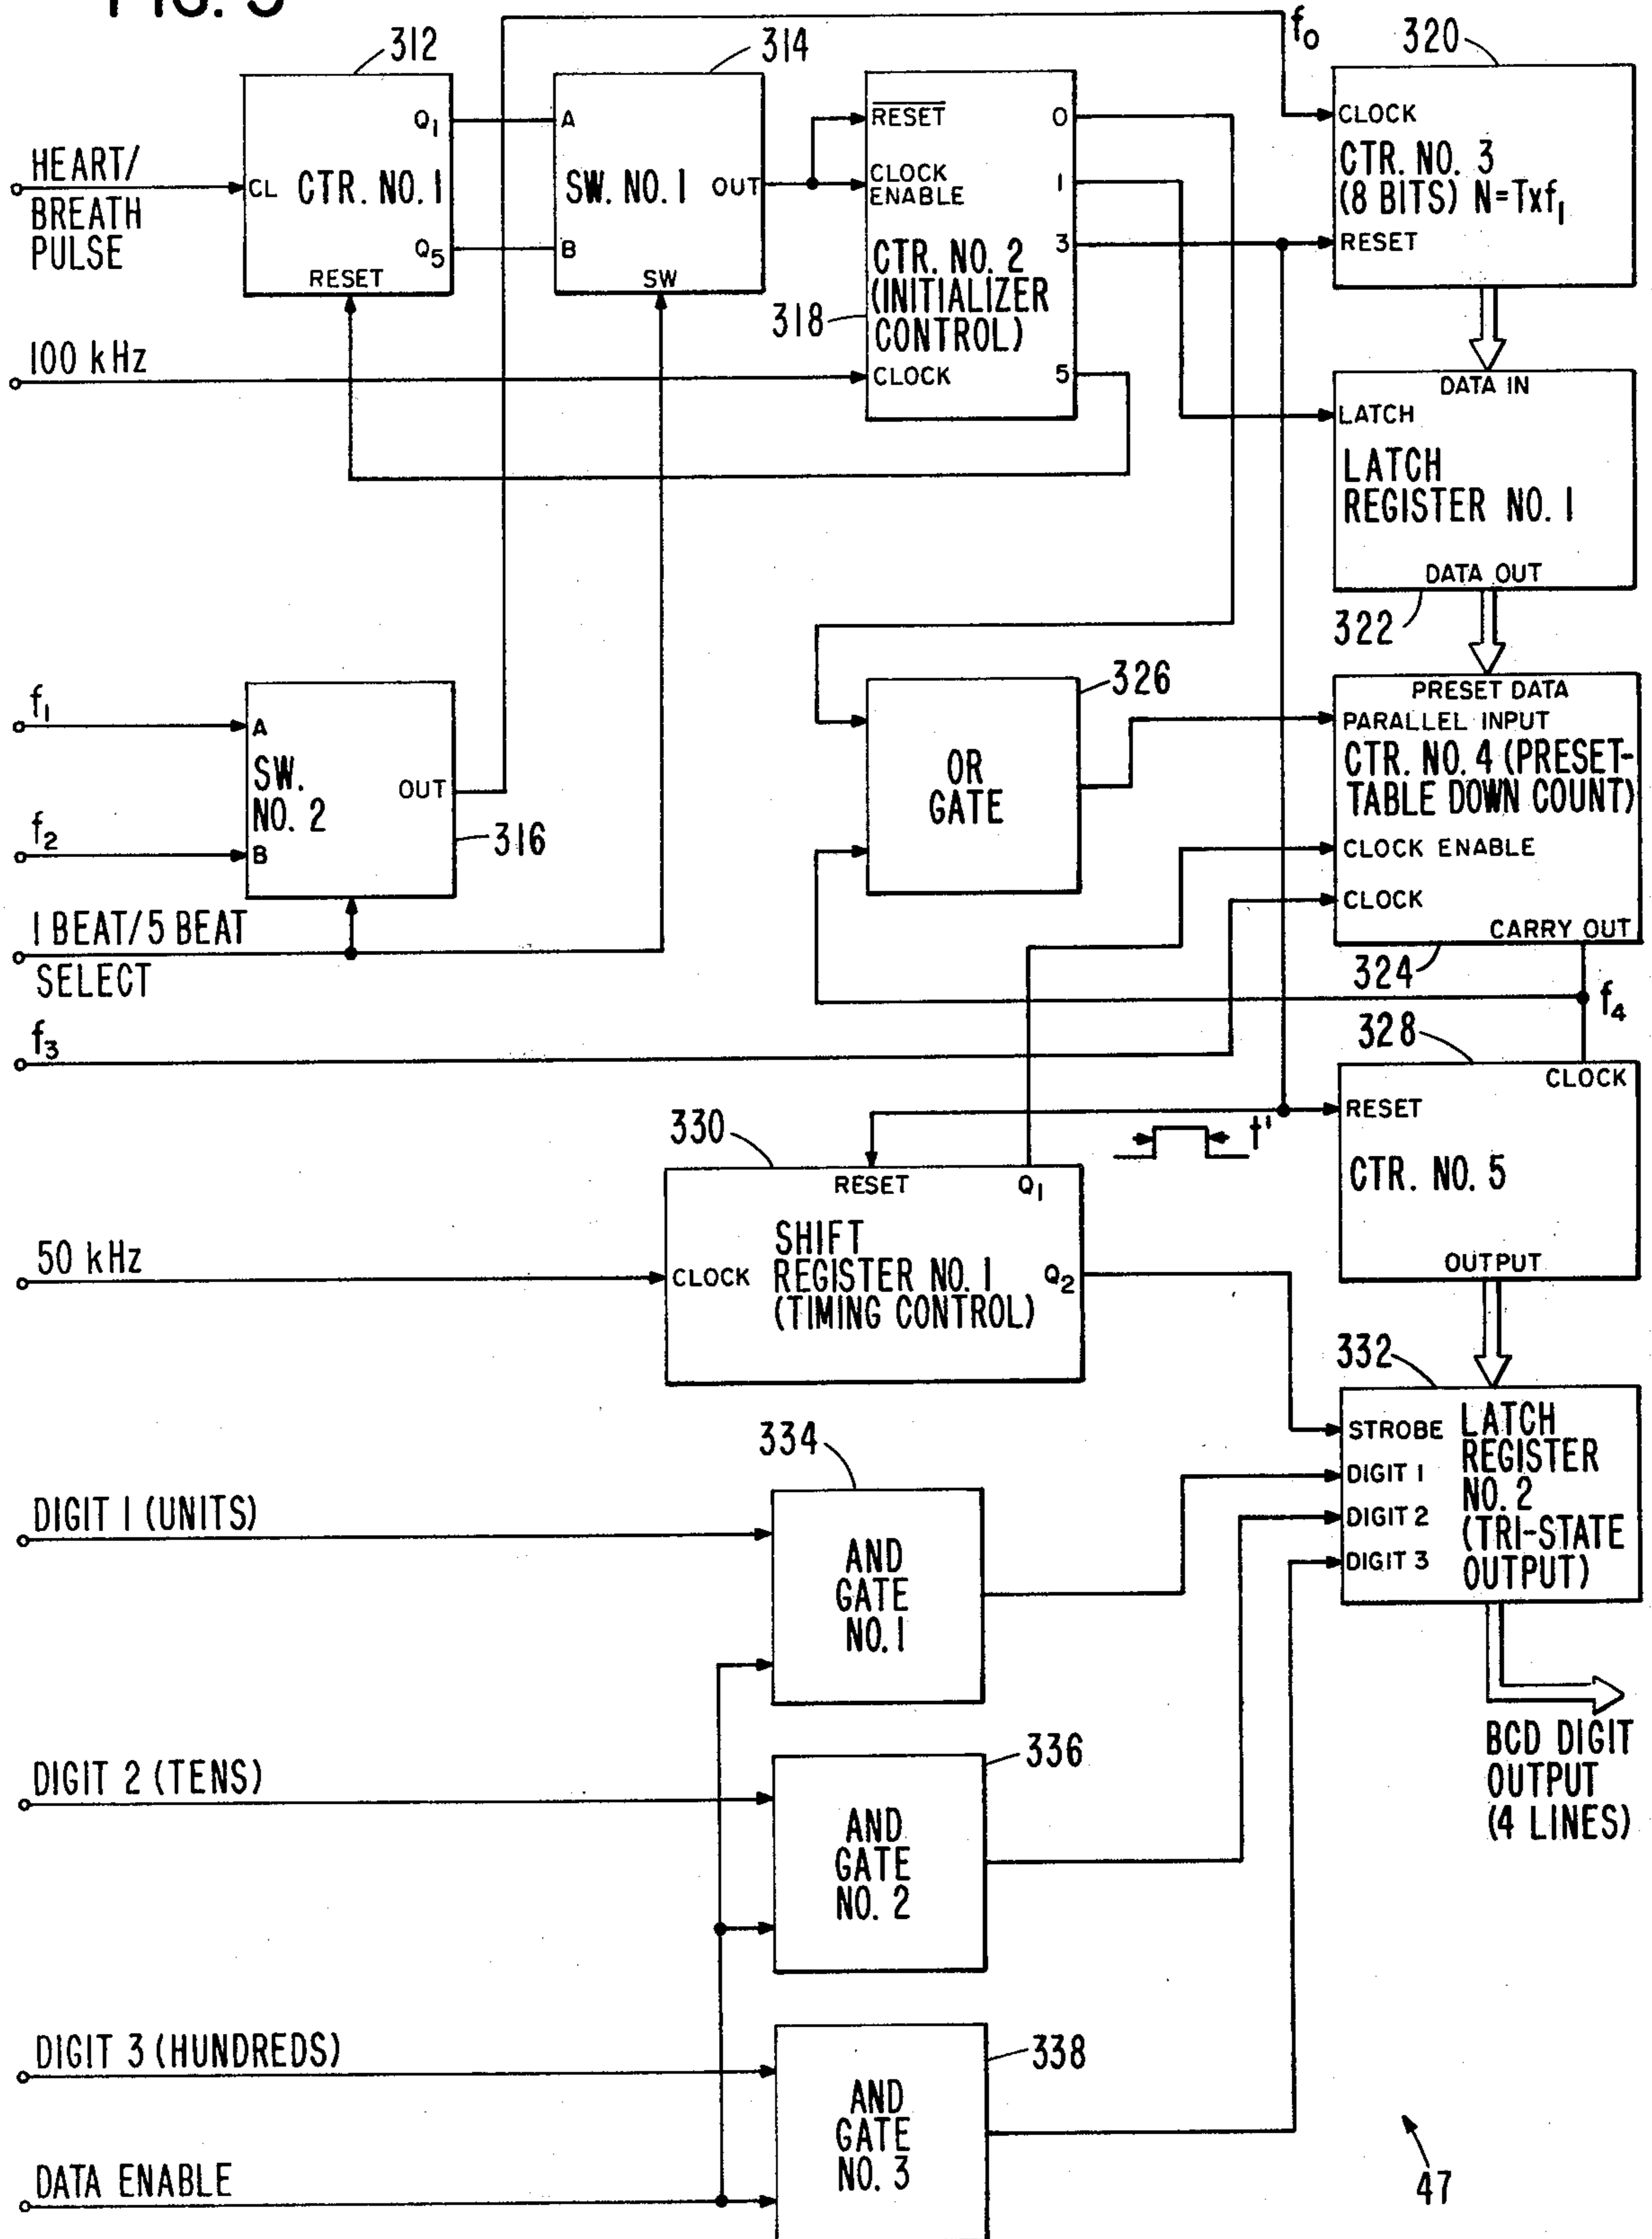 FIG. 5
312
314
f0
320
Q1
A
RESET
0
CLOCK
HEART/
BREATH
PULSE
CL
CTR. NO. 1
SW. NO. 1
OUT
CLOCK
ENABLE
1
CTR. NO. 3
(8 BITS) N=Txf1
Q5
B
3
RESET
RESET
SW
CTR. NO. 2
(INITIALIZER
CONTROL)
318
100 kHz
CLOCK
5
DATA IN
LATCH
LATCH
REGISTER NO. 1
DATA OUT
322
326
PRESET DATA
f1
A
PARALLEL INPUT
SW.
NO. 2
OUT
OR
GATE
CTR. NO. 4 (PRESET-
TABLE DOWN COUNT)
f2
B
316
CLOCK ENABLE
CLOCK
1 BEAT/5 BEAT
SELECT
CARRY OUT
324
f4
f3
328
CLOCK
330
t'
RESET
RESET
Q1
CTR. NO. 5
50 kHz
CLOCK
SHIFT
REGISTER NO. 1
(TIMING CONTROL)
Q2
OUTPUT
332
334
STROBE
LATCH
REGISTER
NO. 2
(TRI-STATE
OUTPUT)
DIGIT 1
DIGIT 2
DIGIT 3
DIGIT 1 (UNITS)
AND
GATE
NO. 1
336
BCD DIGIT
OUTPUT
(4 LINES)
DIGIT 2 (TENS)
AND
GATE
NO. 2
338
DIGIT 3 (HUNDREDS)
AND
GATE
NO. 3
DATA ENABLE
47